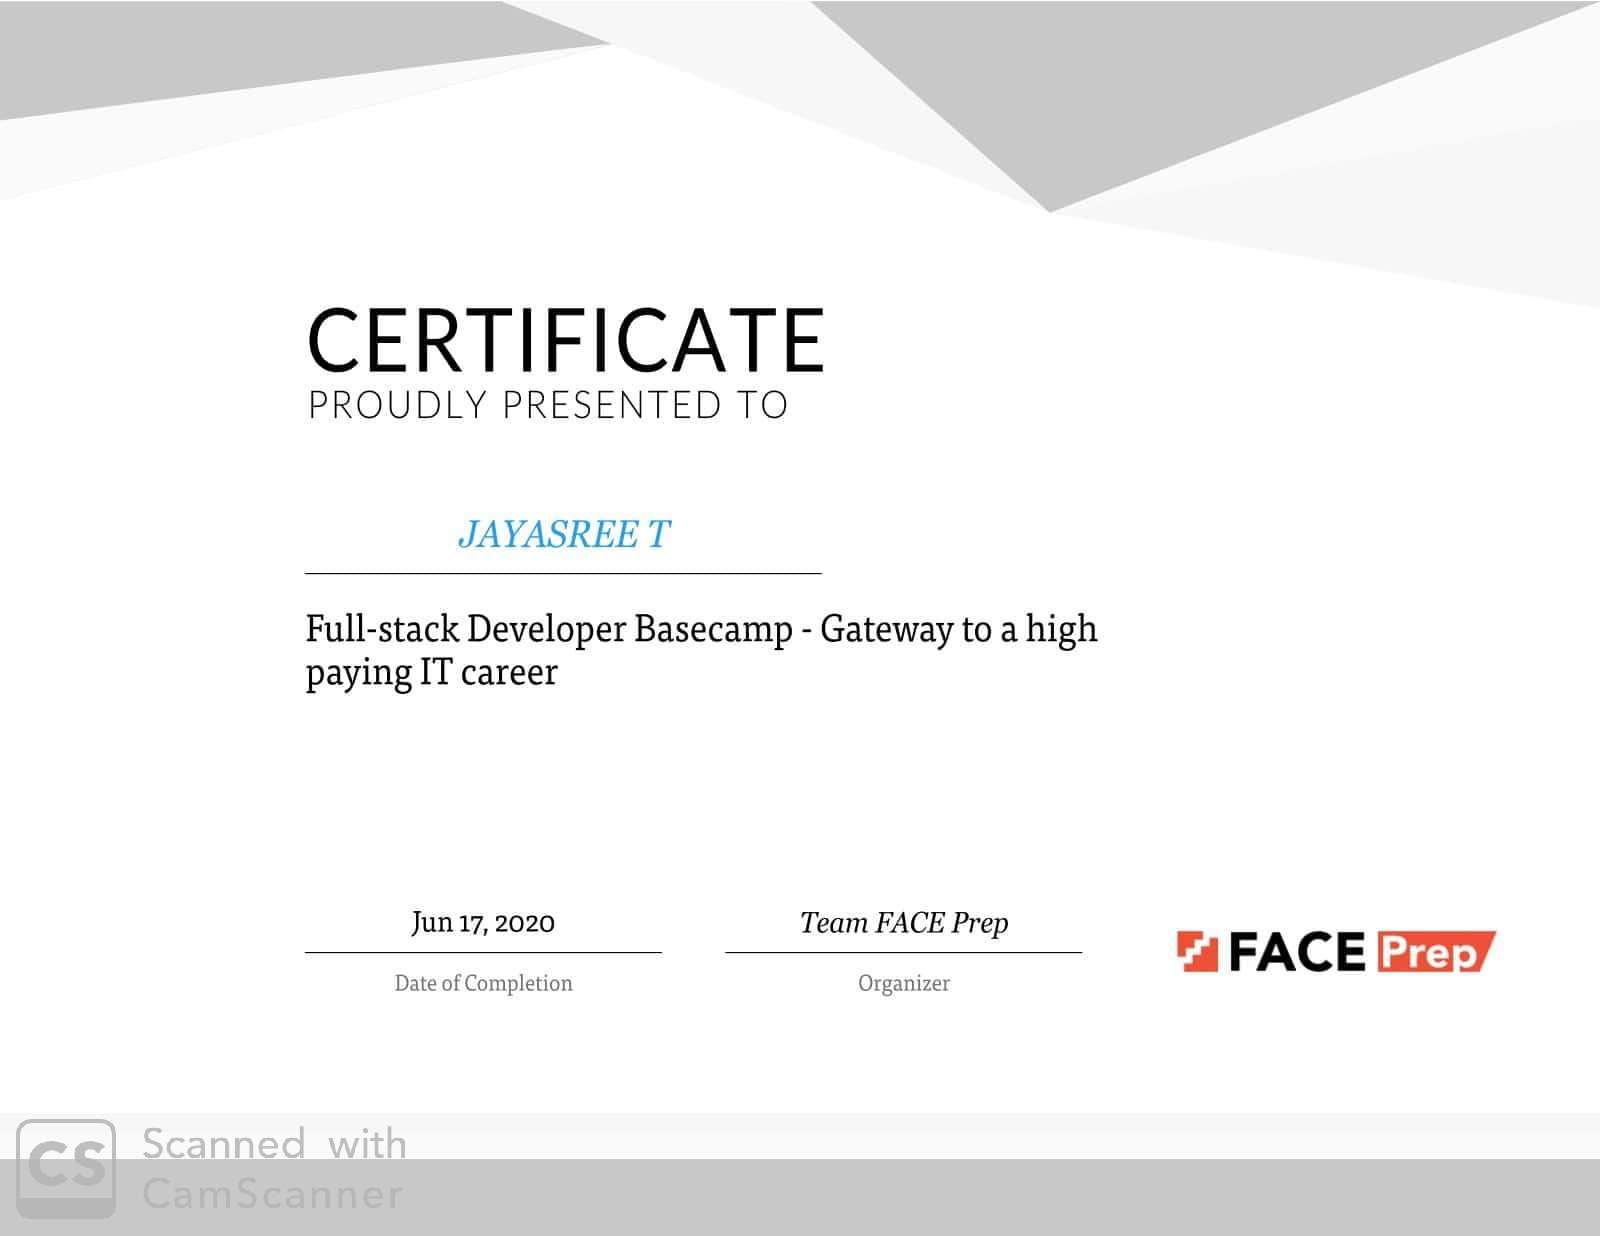 CERTIFICATE
PROUDLY PRESENTED TO
JAYASREE T
Full-stack Developer Basecamp - Gateway to a high
paying IT career
Jun 17, 2020
Date of Completion
Team FACE Prep
Organizer
FACE Prep
CS
Scanned with
CamScanner